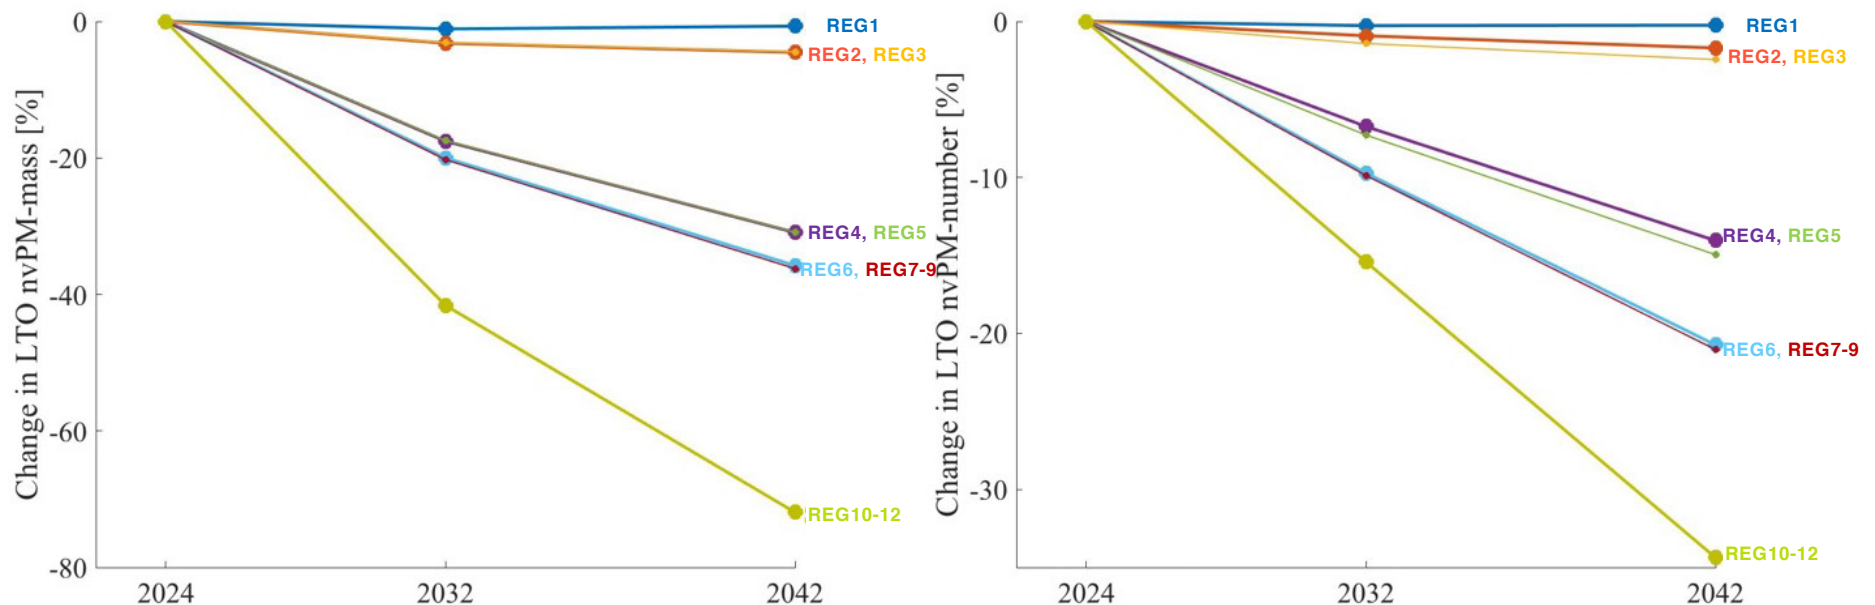 Change in LTO nvPM-mass [%]
0
-20
-40
-60
-80
2024
2032
2042
REG1
REG2, REG3
REG4, REG5
REG6, REG7-9
REG10-12
Change in LTO nvPM-number [%]
0
-10
-20
-30
2024
2032
2042
REG1
REG2, REG3
REG4, REG5
REG6, REG7-9
REG10-12